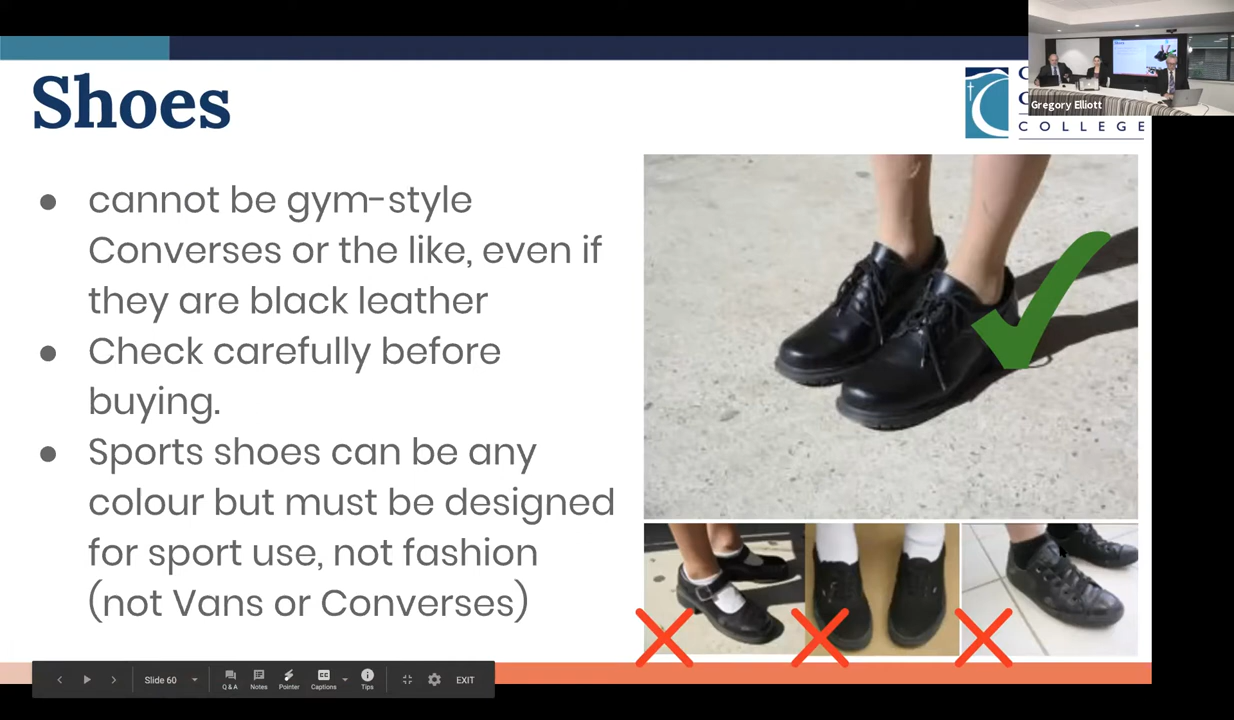 Shoes
COLLEGE
Gregory Elliott
● cannot be gym-style
Converses or the like, even if
they are black leather
● Check carefully before
buying.
● Sports shoes can be any
colour but must be designed
for sport use, not fashion
(not Vans or Converses)
Slide 60
Q & A
Notes
Pointer
CC
Captions
Tips
EXIT